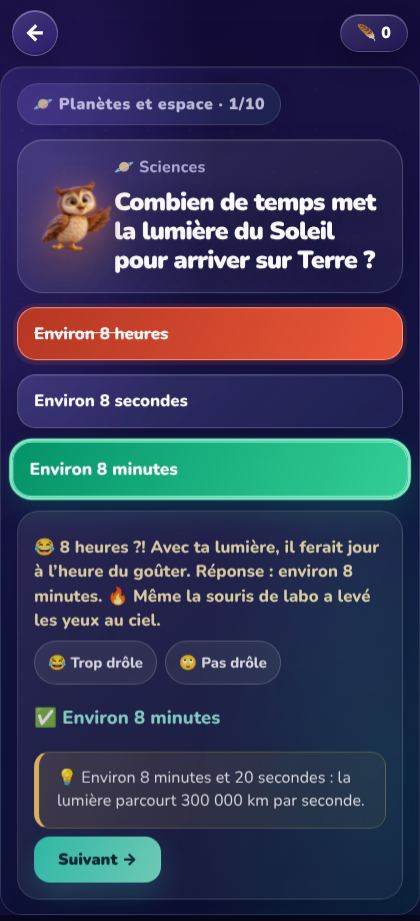 0
Planètes et espace · 1/10
Sciences
Combien de temps met
la lumière du Soleil
pour arriver sur Terre ?
Environ 8 heures
Environ 8 secondes
Environ 8 minutes
😂 8 heures ?! Avec ta lumière, il ferait jour
à l'heure du goûter. Réponse : environ 8
minutes. 🔥 Même la souris de labo a levé
les yeux au ciel.
😂 Trop drôle
🙄 Pas drôle
✅ Environ 8 minutes
💡 Environ 8 minutes et 20 secondes : la
lumière parcourt 300 000 km par seconde.
Suivant →